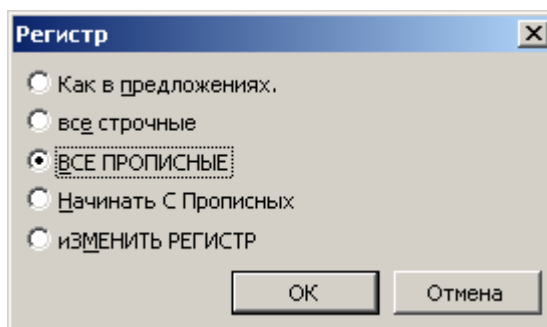 Регистр
Как в предложениях.
все строчные
ВСЕ ПРОПИСНЫЕ
Начинать С Прописных
иЗМЕНИТЬ РЕГИСТР
ОК
Отмена